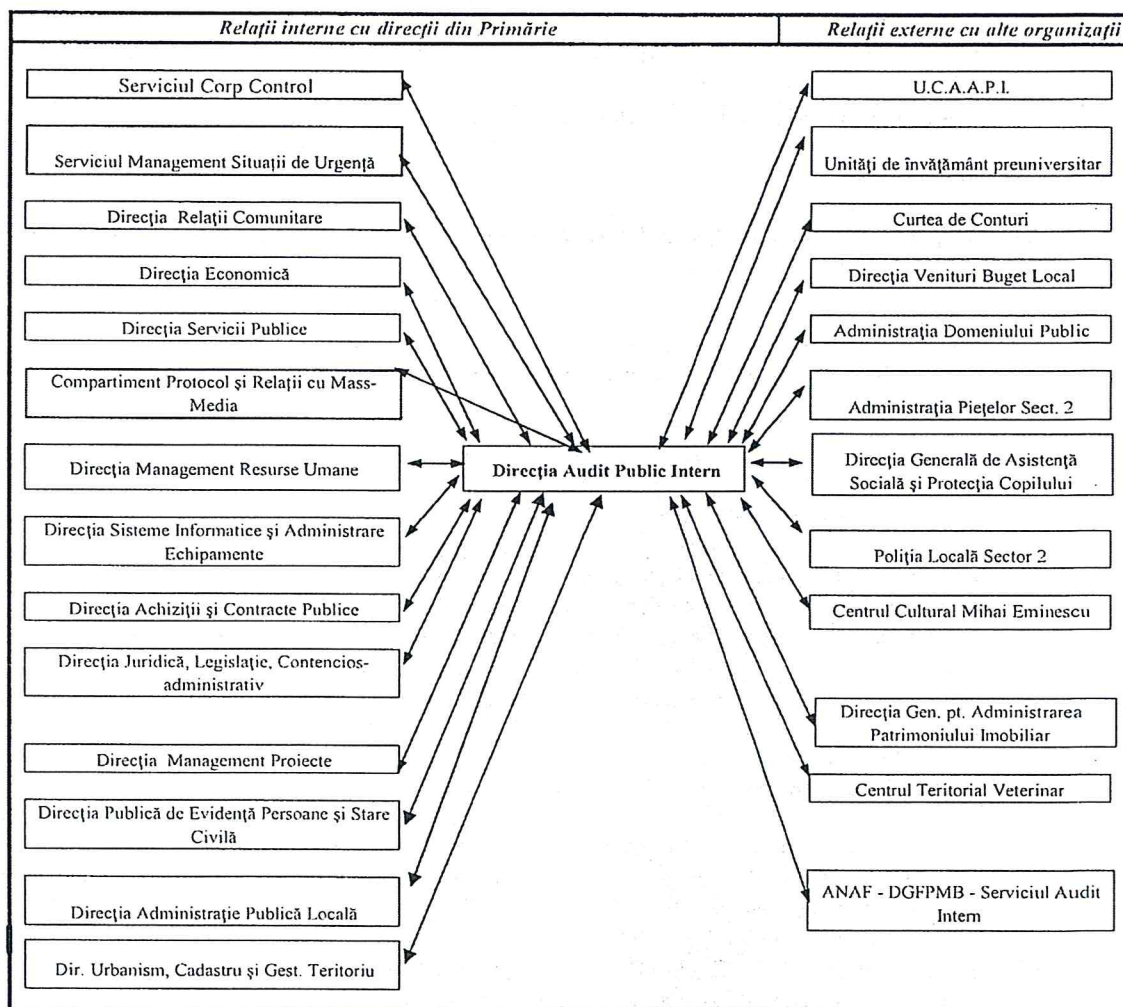 Relații interne cu direcții din Primărie
Relații externe cu alte organizații
Serviciul Corp Control
Serviciul Management Situații de Urgență
Direcția Relații Comunitare
Direcția Economică
Direcția Servicii Publice
Compartiment Protocol și Relații cu Mass-
Media
Direcția Management Resurse Umane
Direcția Sisteme Informatice și Administrare
Echipamente
Direcția Achiziții și Contracte Publice
Direcția Juridică, Legislație, Contencios-
administrativ
Direcția Management Proiecte
Direcția Publică de Evidență Persoane și Stare
Civilă
Direcția Administrație Publică Locală
Dir. Urbanism, Cadastru și Gest. Teritoriu
Direcția Audit Public Intern
U.C.A.A.P.I.
Unități de învățământ preuniversitar
Curtea de Conturi
Direcția Venituri Buget Local
Administrația Domeniului Public
Administrația Piețelor Sect. 2
Direcția Generală de Asistență
Socială și Protecția Copilului
Poliția Locală Sector 2
Centrul Cultural Mihai Eminescu
Direcția Gen. pt. Administrarea
Patrimoniului Imobiliar
Centrul Teritorial Veterinar
ANAF - DGFPMB - Serviciul Audit
Intern